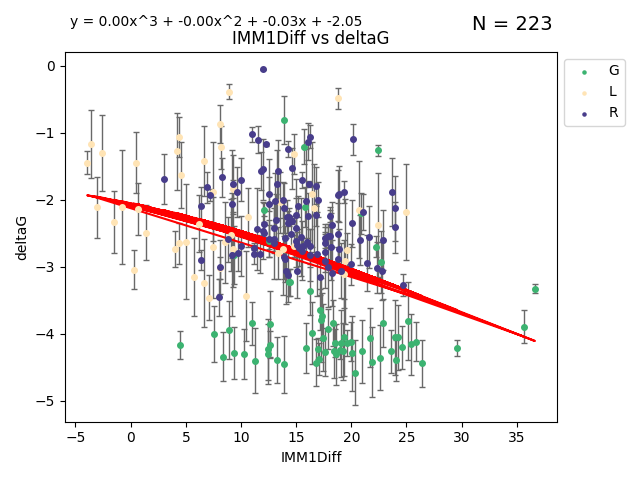 y = 0.00x^3 + -0.00x^2 + -0.03x + -2.05
N = 223
IMM1Diff vs deltaG
G
L
R
0
−1
−2
−3
−4
−5
deltaG
−5 0 5 10 15 20 25 30 35
IMM1Diff